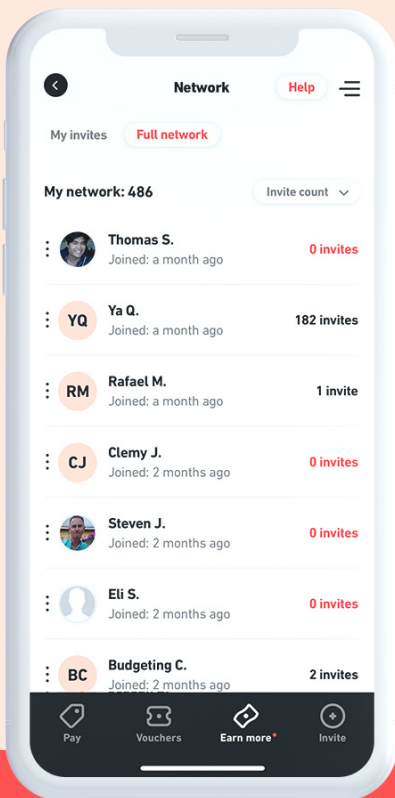 Network
Help
My invites
Full network
My network: 486
Invite count
Thomas S.
Joined: a month ago
0 invites
YQ
Ya Q.
Joined: a month ago
182 invites
RM
Rafael M.
Joined: a month ago
1 invite
CJ
Clemy J.
Joined: 2 months ago
0 invites
Steven J.
Joined: 2 months ago
0 invites
Eli S.
Joined: 2 months ago
0 invites
BC
Budgeting C.
Joined: 2 months ago
2 invites
Pay
Vouchers
Earn more
Invite